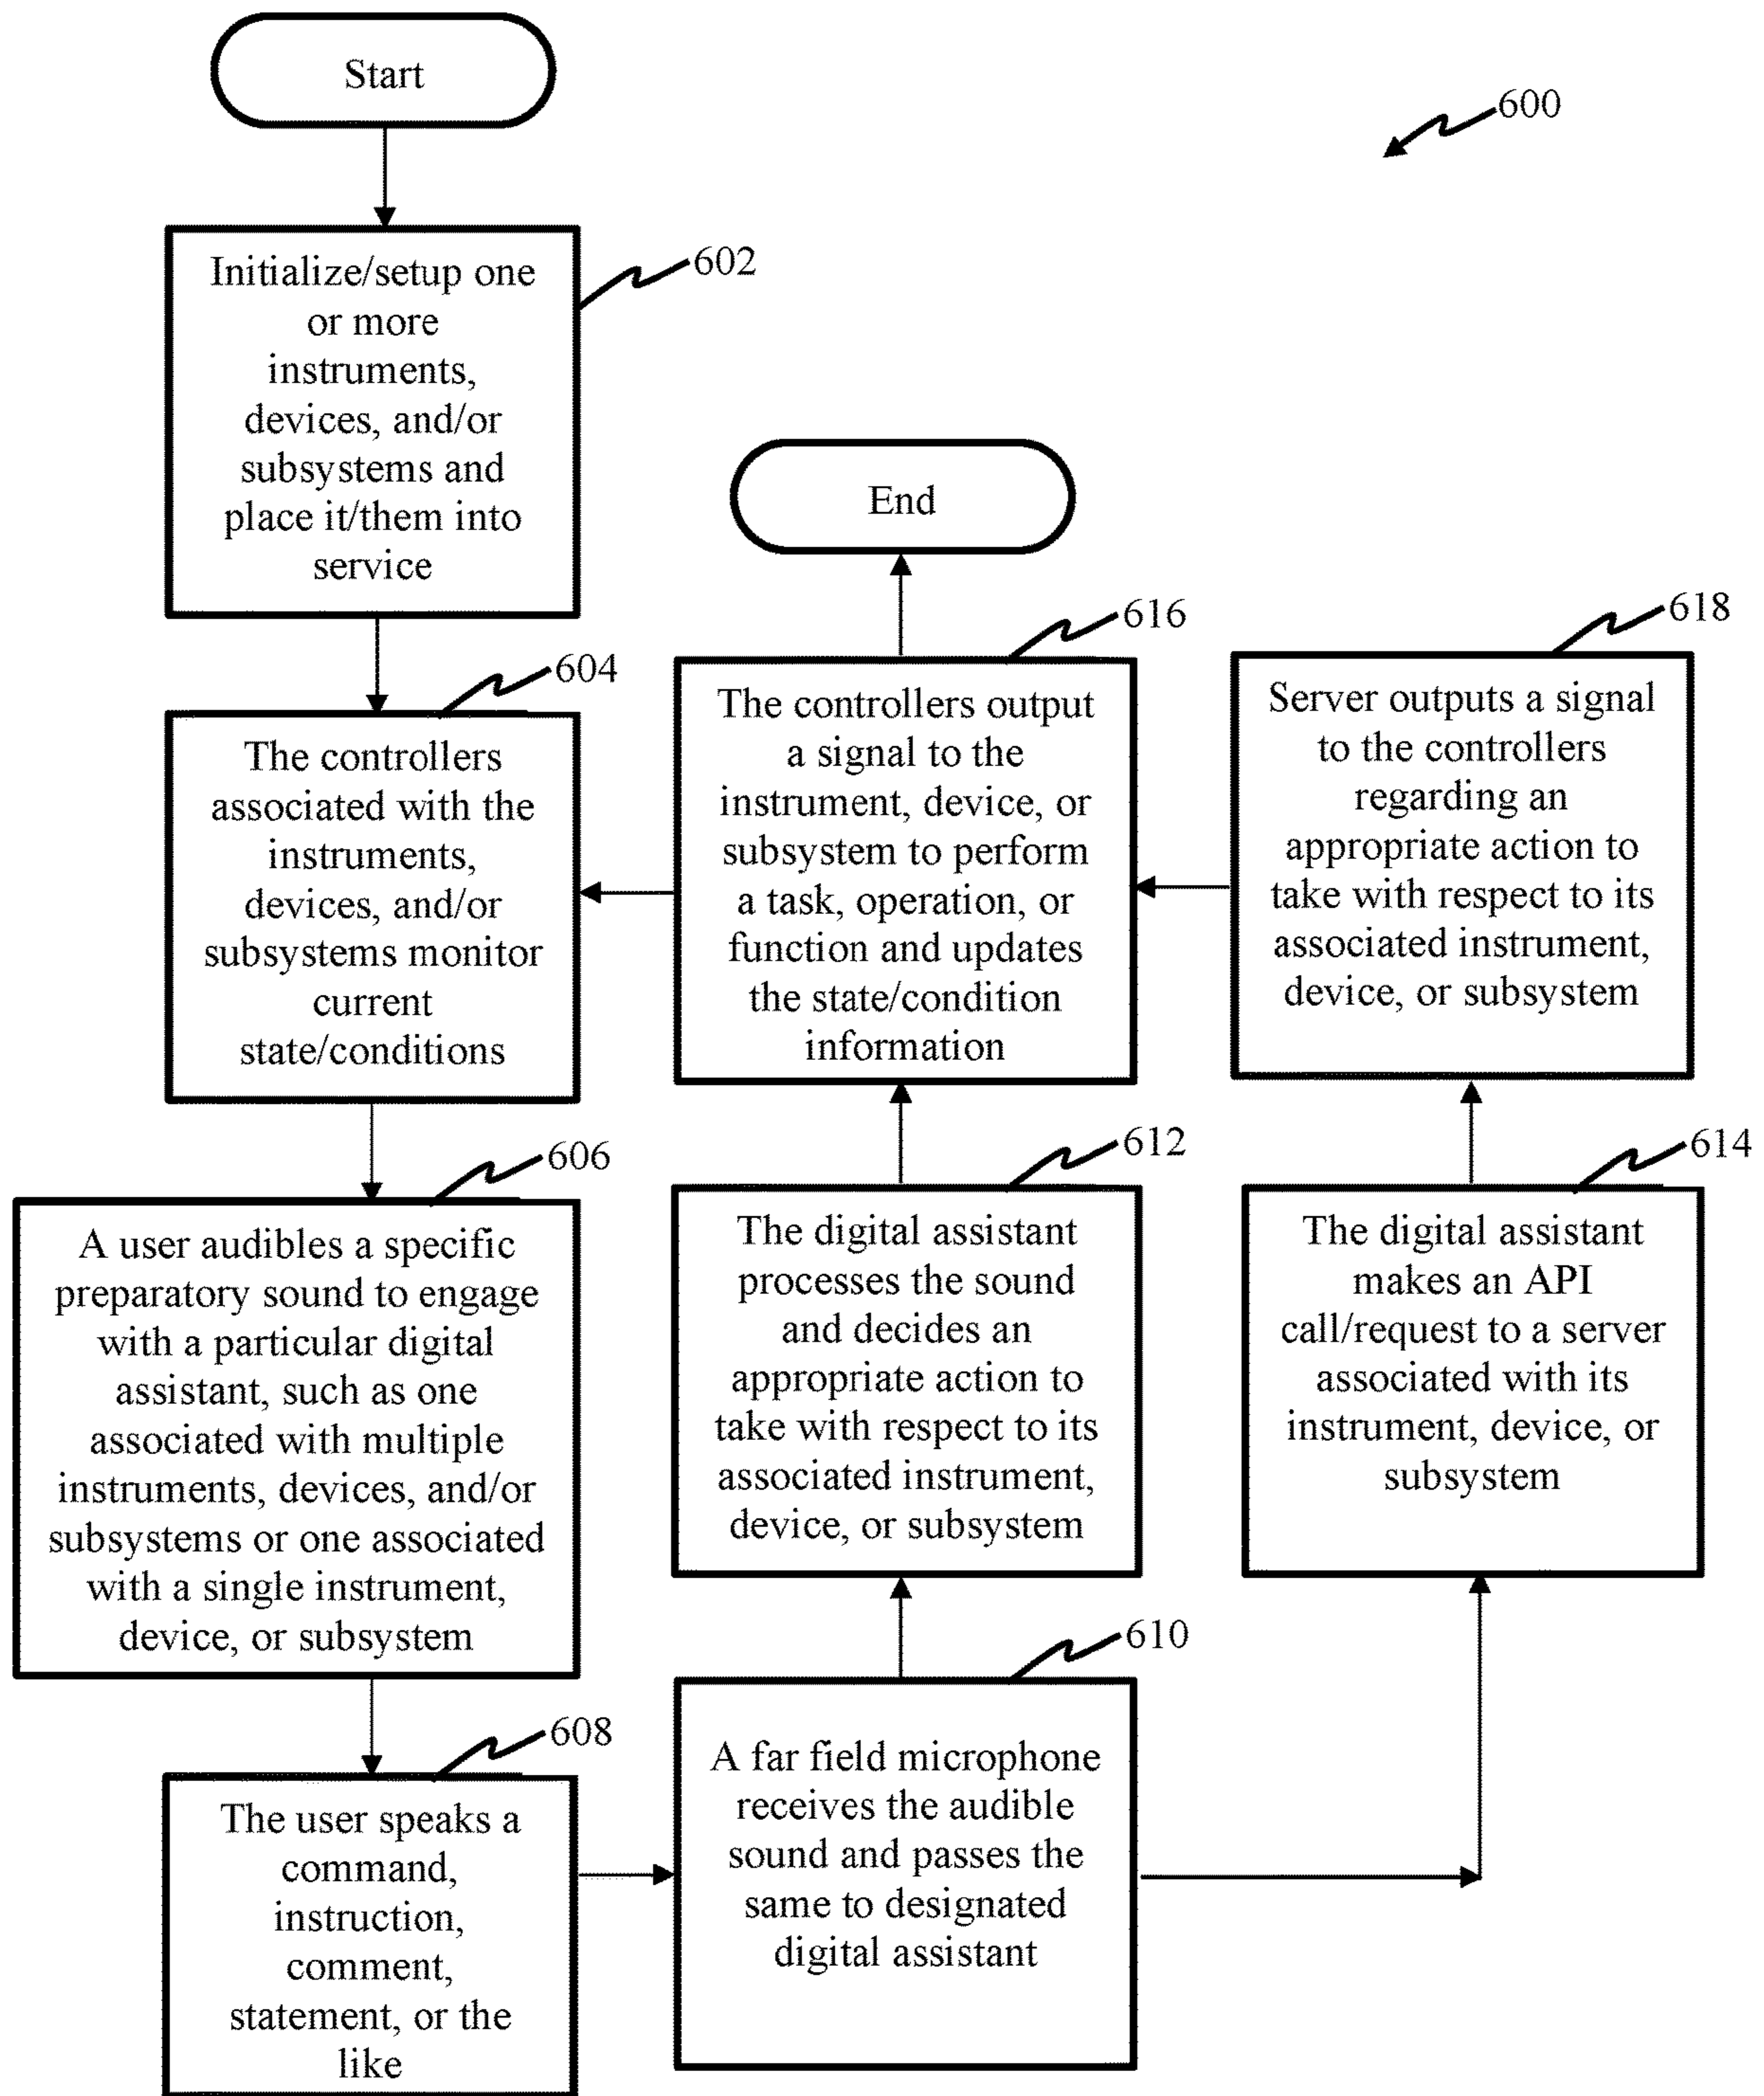 Start
600
Initialize/setup one
or more
instruments,
devices, and/or
subsystems and
place it/them into
service
602
The controllers
associated with the
instruments,
devices, and/or
subsystems monitor
current
state/conditions
604
A user audibles a specific
preparatory sound to engage
with a particular digital
assistant, such as one
associated with multiple
instruments, devices, and/or
subsystems or one associated
with a single instrument,
device, or subsystem
606
The user speaks a
command,
instruction,
comment,
statement, or the
like
608
A far field microphone
receives the audible
sound and passes the
same to designated
digital assistant
610
The digital assistant
processes the sound
and decides an
appropriate action to
take with respect to its
associated instrument,
device, or subsystem
612
The digital assistant
makes an API
call/request to a server
associated with its
instrument, device, or
subsystem
614
Server outputs a signal
to the controllers
regarding an
appropriate action to
take with respect to its
associated instrument,
device, or subsystem
618
The controllers output
a signal to the
instrument, device, or
subsystem to perform
a task, operation, or
function and updates
the state/condition
information
616
End